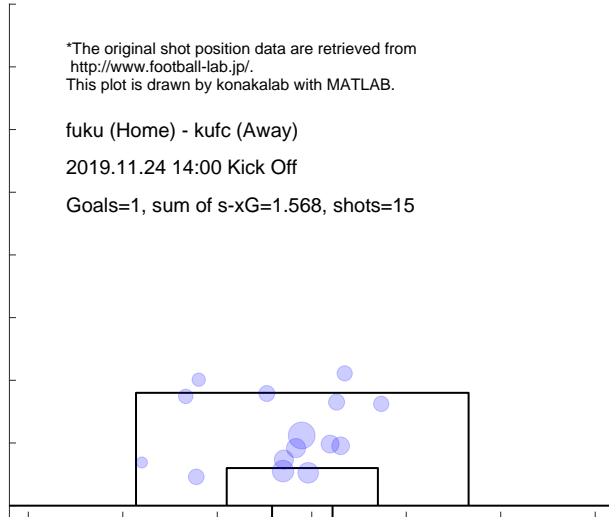 *The original shot position data are retrieved from
http://www.football-lab.jp/.
This plot is drawn by konakalab with MATLAB.
fuku (Home) - kufc (Away)
2019.11.24 14:00 Kick Off
Goals=1, sum of s-xG=1.568, shots=15